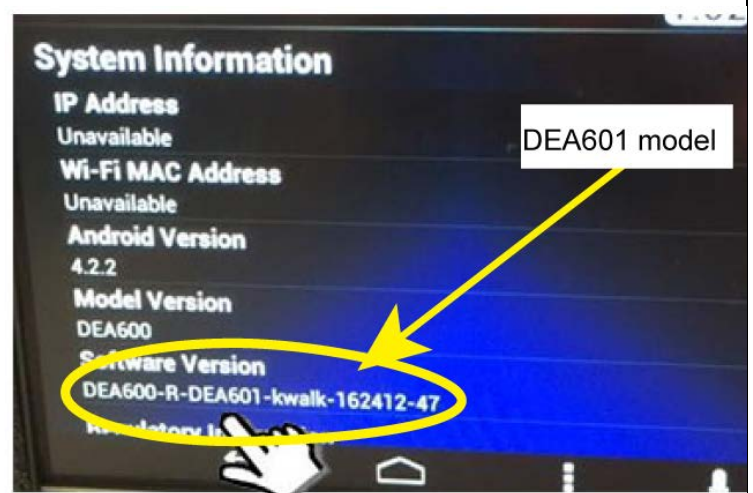 System Information
IP Address
Unavailable
DEA601 model
Wi-Fi MAC Address
Unavailable
Android Version
4.2.2
Model Version
DEA600
Software Version
DEA600-R-DEA601-kwalk-162412-47